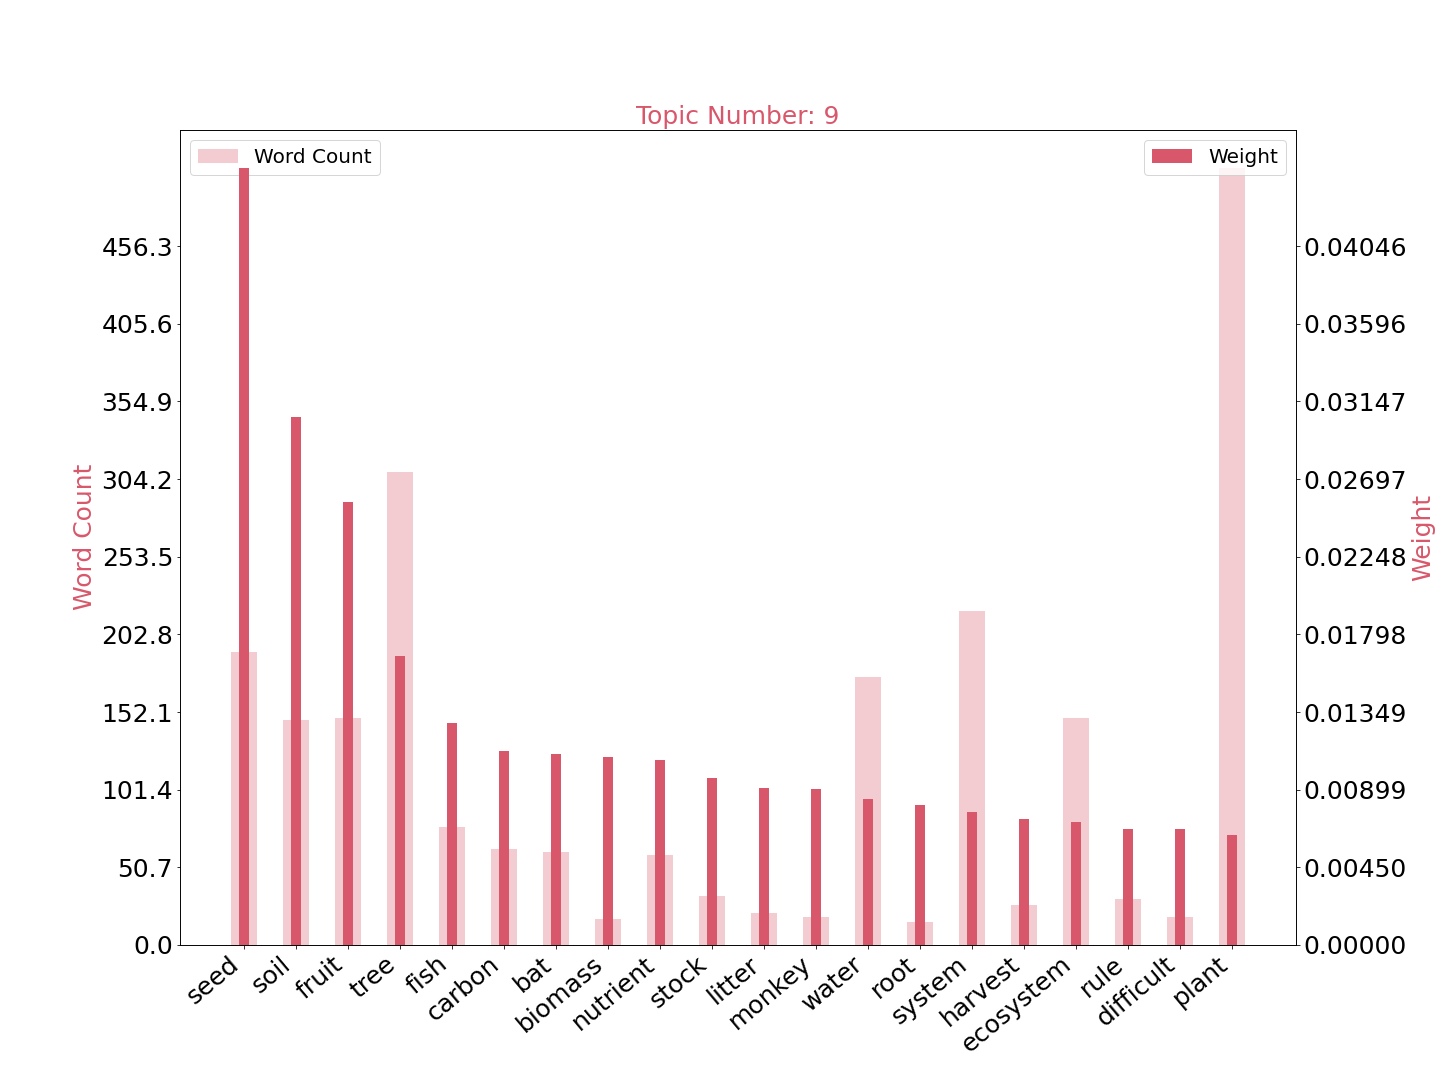 Topic Number: 9
Word Count
Weight
456.3
405.6
354.9
304.2
253.5
202.8
152.1
101.4
50.7
0.0
Word Count
0.04046
0.03596
0.03147
0.02697
0.02248
0.01798
0.01349
0.00899
0.00450
0.00000
Weight
seed
soil
fruit
tree
fish
carbon
bat
biomass
nutrient
stock
litter
monkey
water
root
system
harvest
ecosystem
rule
difficult
plant